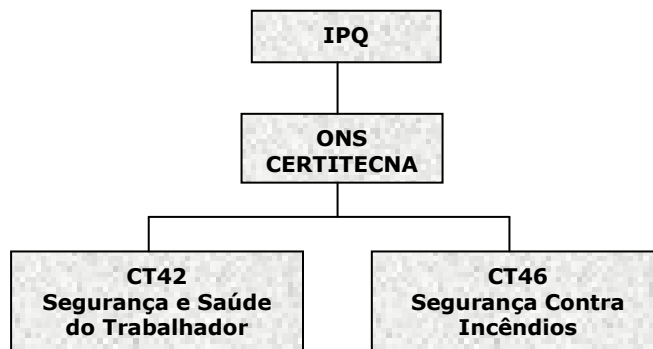 IPQ
ONS
CERTITECNA
CT42
Segurança e Saúde
do Trabalhador
CT46
Segurança Contra
Incêndios